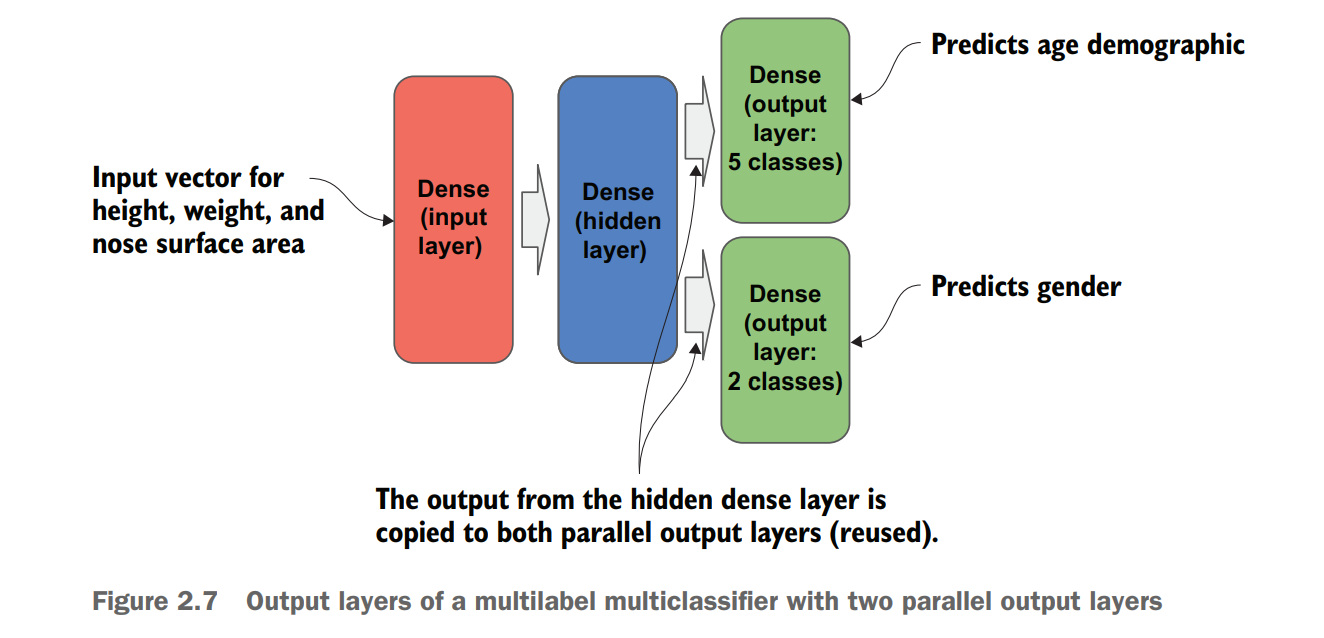 Input vector for
height, weight, and
nose surface area
Dense
(input
layer)
Dense
(hidden
layer)
Dense
(output
layer:
5 classes)
Predicts age demographic
Dense
(output
layer:
2 classes)
Predicts gender
The output from the hidden dense layer is
copied to both parallel output layers (reused).
Figure 2.7 Output layers of a multilabel multiclassifier with two parallel output layers